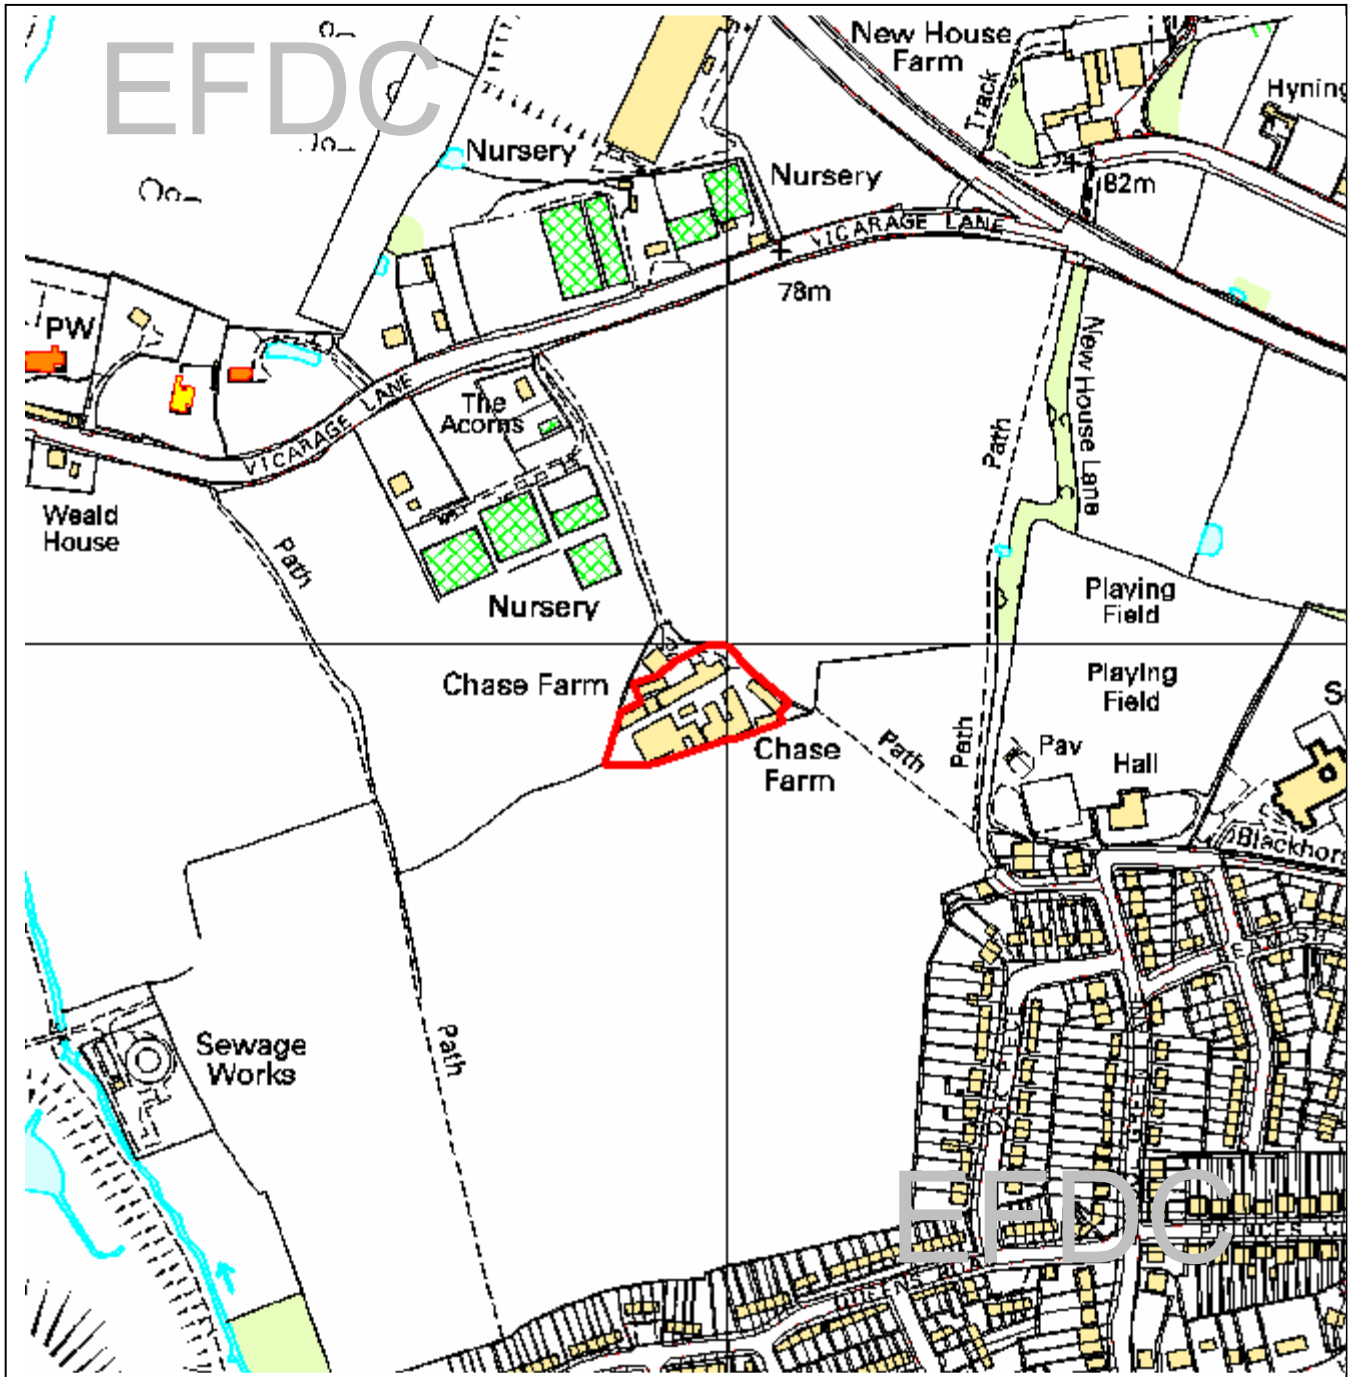 EFDC
New House
Farm
Track
Hyning
Nursery
Nursery
82m
VICARAGE LANE
78m
PW
New House Lane
The
Acorns
VICARAGE LANE
Path
Weald
House
Path
Nursery
Playing
Field
Chase Farm
Playing
Field
S
Chase
Farm
Path
Path
Pav
Hall
Blackhors
Sewage
Works
Path
EFDC
PRINCES